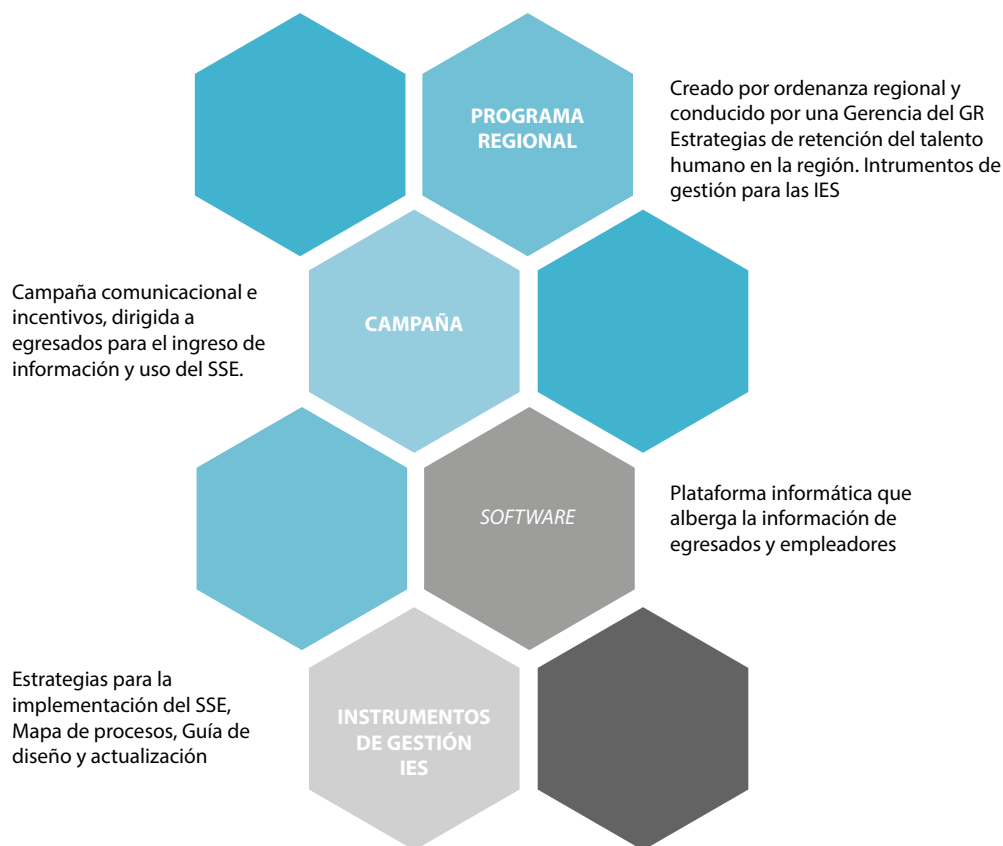 PROGRAMA
REGIONAL
Creado por ordenanza regional y
conducido por una Gerencia del GR
Estrategias de retención del talento
humano en la región. Intrumentos de
gestión para las IES
Campaña comunicacional e
incentivos, dirigida a
egresados para el ingreso de
información y uso del SSE.
CAMPAÑA
SOFTWARE
Plataforma informática que
alberga la información de
egresados y empleadores
Estrategias para la
implementación del SSE,
Mapa de procesos, Guía de
diseño y actualización
INSTRUMENTOS
DE GESTIÓN
IES